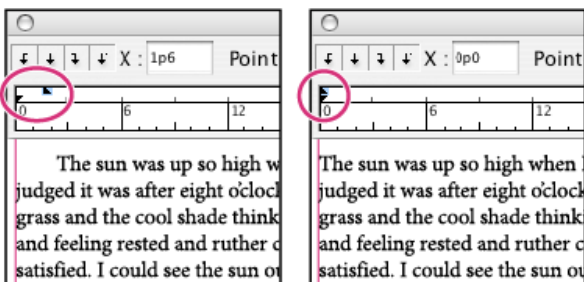 X : 1p6 Point
0 6 12
The sun was up so high w
judged it was after eight o'clock
grass and the cool shade think
and feeling rested and ruther c
satisfied. I could see the sun ou
X : 0p0 Point
0 6 12
The sun was up so high when
judged it was after eight o'clock
grass and the cool shade think
and feeling rested and ruther c
satisfied. I could see the sun ou